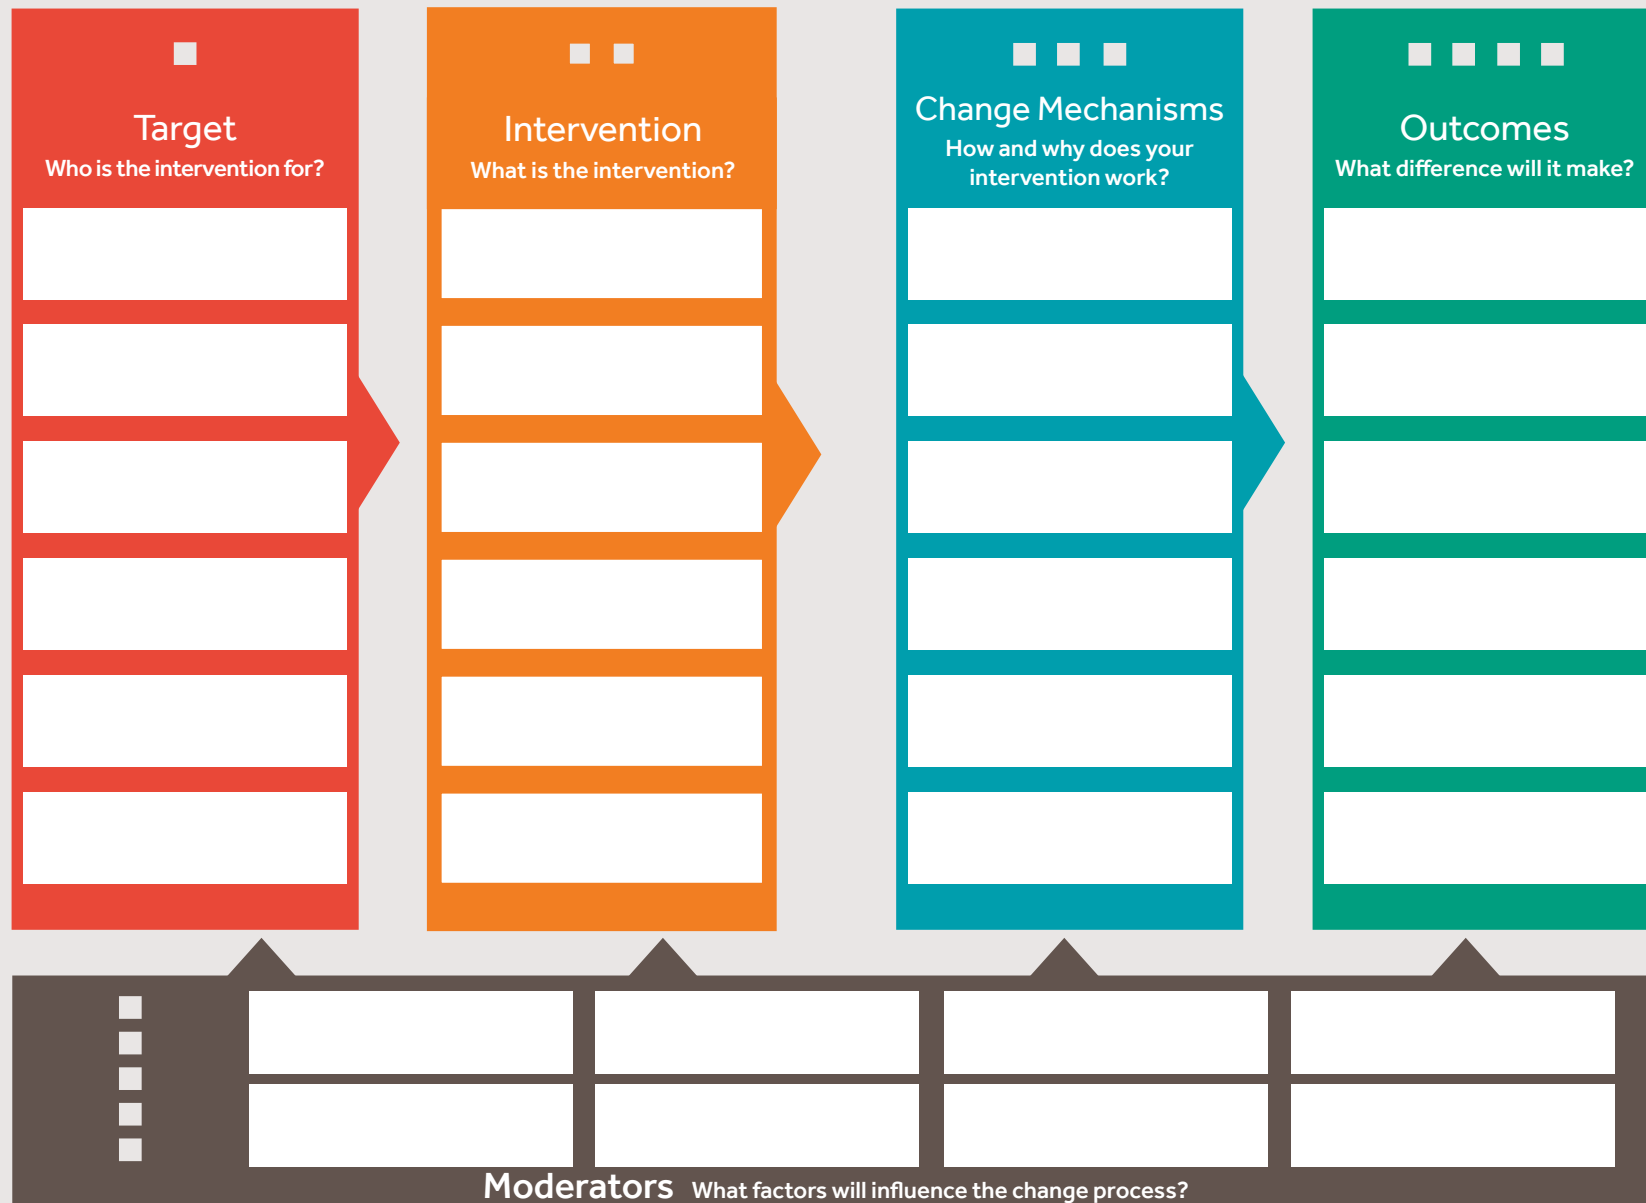 Target
Who is the intervention for?
Intervention
What is the intervention?
Change Mechanisms
How and why does your
intervention work?
Outcomes
What difference will it make?
Moderators What factors will influence the change process?